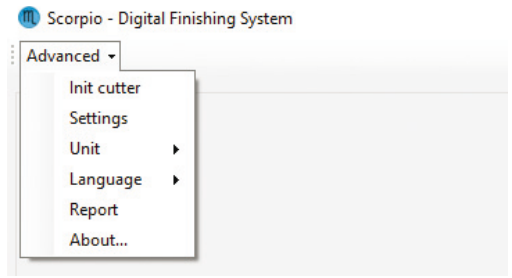 Scorpio - Digital Finishing System
Advanced
Init cutter
Settings
Unit
Language
Report
About...